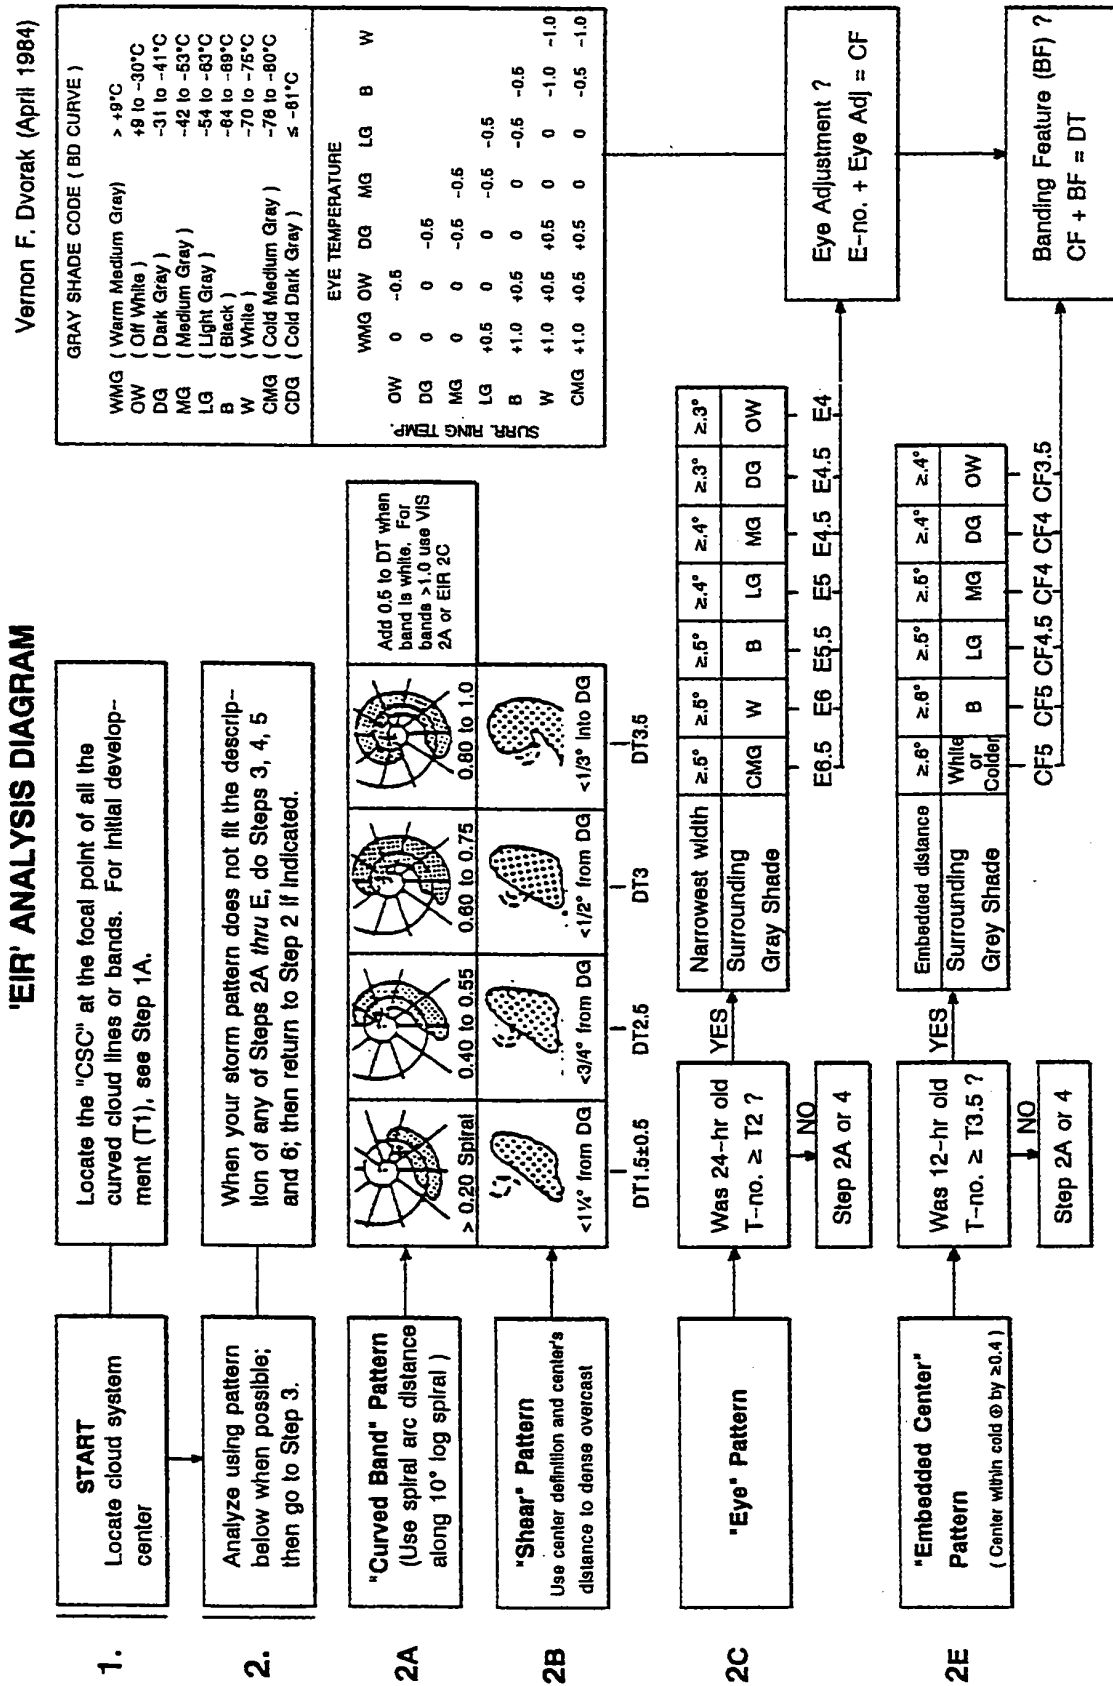 'EIR' ANALYSIS DIAGRAM
Vernon F. Dvorak (April 1984)
1.
START
Locate cloud system
center
Locate the "CSC" at the focal point of all the
curved cloud lines or bands. For initial develop-
ment (T1), see Step 1A.
2.
Analyze using pattern
below when possible;
then go to Step 3.
When your storm pattern does not fit the descrip-
tion of any of Steps 2A thru E, do Steps 3, 4, 5
and 6; then return to Step 2 if indicated.
GRAY SHADE CODE ( BD CURVE )
WMG ( Warm Medium Gray) > +9°C
OW ( Off White ) +9 to -30°C
DG ( Dark Gray ) -31 to -41°C
MG ( Medium Gray ) -42 to -53°C
LG ( Light Gray ) -54 to -63°C
B ( Black ) -64 to -69°C
W ( White ) -70 to -75°C
CMG ( Cold Medium Gray ) -76 to -80°C
CDG ( Cold Dark Gray ) ≤ -81°C
EYE TEMPERATURE
WMG OW DG MG LG B W
SURR. RING TEMP.
OW 0 -0.5
DG 0 0 -0.5
MG 0 0 -0.5 -0.5
LG +0.5 0 0 -0.5 -0.5
B +1.0 +0.5 0 0 -0.5 -0.5
W +1.0 +0.5 +0.5 0 0 -1.0 -1.0
CMG +1.0 +0.5 +0.5 0 0 -0.5 -1.0
2A
"Curved Band" Pattern
(Use spiral arc distance
along 10° log spiral )
> 0.20 Spiral
0.40 to 0.55
0.60 to 0.75
0.80 to 1.0
Add 0.5 to DT when
band is white. For
bands >1.0 use VIS
2A or EIR 2C
2B
"Shear" Pattern
Use center definition and center's
distance to dense overcast
<1¼° from DG
<3/4° from DG
<1/2° from DG
<1/3° into DG
DT1.5±0.5
DT2.5
DT3
DT3.5
2C
"Eye" Pattern
Was 24-hr old
T-no. ≥ T2 ?
YES
NO
Step 2A or 4
Narrowest width ≥.5° ≥.5° ≥.5° ≥.4° ≥.4° ≥.3° ≥.3°
Surrounding
Gray Shade
CMG W B LG MG DG OW
E6.5 E6 E5.5 E5 E4.5 E4.5 E4
Eye Adjustment ?
E-no. + Eye Adj = CF
2E
"Embedded Center"
Pattern
( Center within cold by ≥0.4 )
Was 12-hr old
T-no. ≥ T3.5 ?
YES
NO
Step 2A or 4
Embedded distance ≥.6° ≥.6° ≥.5° ≥.5° ≥.4° ≥.4°
Surrounding
Grey Shade
White
or
Colder
B LG MG DG OW
CF5 CF5 CF4.5 CF4 CF4 CF3.5
Banding Feature (BF) ?
CF + BF = DT